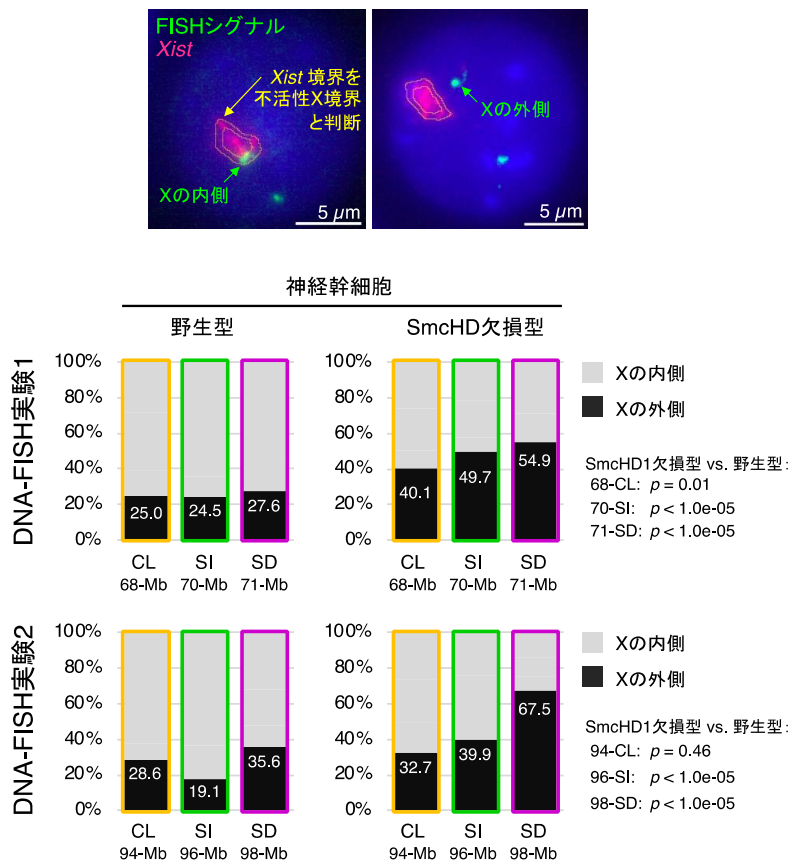 FISHシグナル
Xist
Xist 境界を
不活性X境界
と判断
Xの内側
5 µm
Xの外側
5 µm
神経幹細胞
野生型
SmcHD欠損型
DNA-FISH実験1
100%
80%
60%
40%
20%
0%
25.0
24.5
27.6
CL
SI
SD
68-Mb
70-Mb
71-Mb
100%
80%
60%
40%
20%
0%
40.1
49.7
54.9
CL
SI
SD
68-Mb
70-Mb
71-Mb
Xの内側
Xの外側
SmcHD1欠損型 vs. 野生型:
68-CL: p = 0.01
70-SI: p < 1.0e-05
71-SD: p < 1.0e-05
DNA-FISH実験2
100%
80%
60%
40%
20%
0%
28.6
19.1
35.6
CL
SI
SD
94-Mb
96-Mb
98-Mb
100%
80%
60%
40%
20%
0%
32.7
39.9
67.5
CL
SI
SD
94-Mb
96-Mb
98-Mb
Xの内側
Xの外側
SmcHD1欠損型 vs. 野生型:
94-CL: p = 0.46
96-SI: p < 1.0e-05
98-SD: p < 1.0e-05